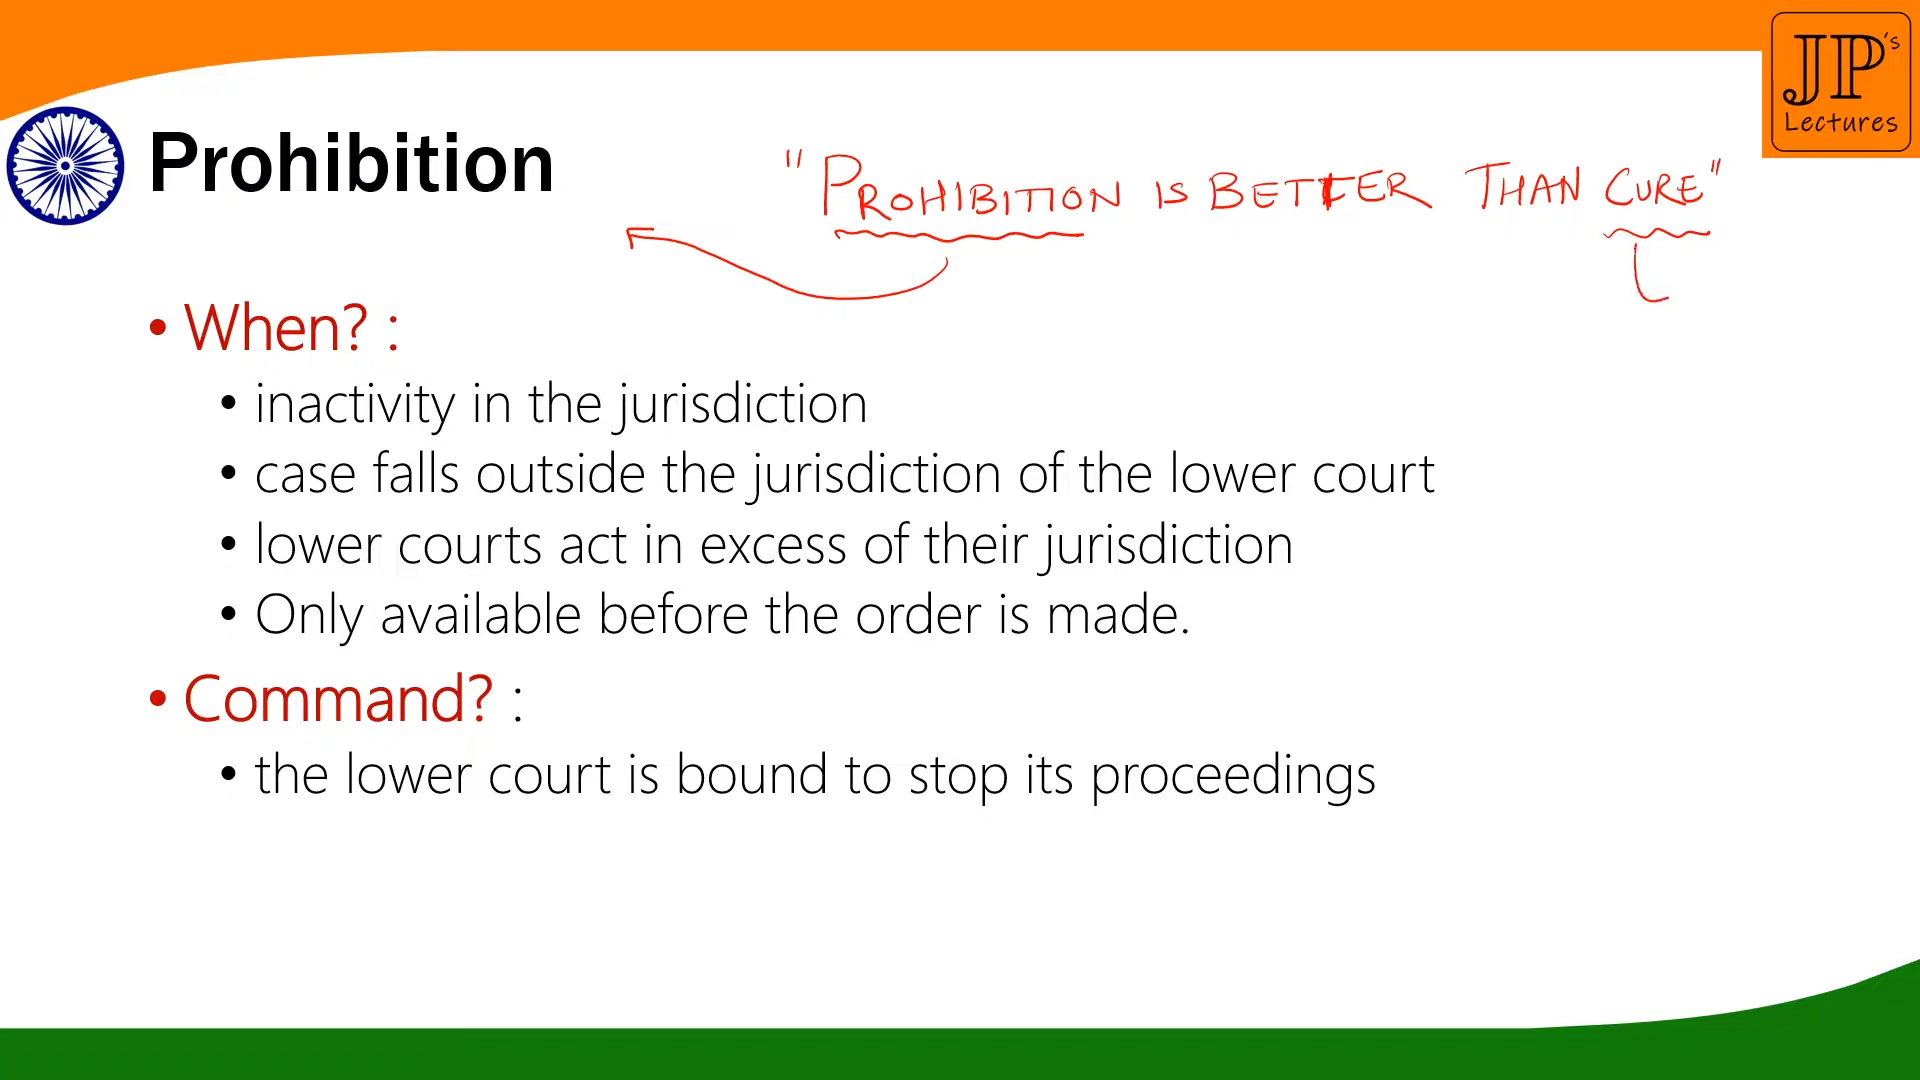 JP's
Lectures
Prohibition
"PROHIBITION IS BETTER THAN CURE"
• When? :
• inactivity in the jurisdiction
• case falls outside the jurisdiction of the lower court
• lower courts act in excess of their jurisdiction
• Only available before the order is made.
• Command? :
• the lower court is bound to stop its proceedings